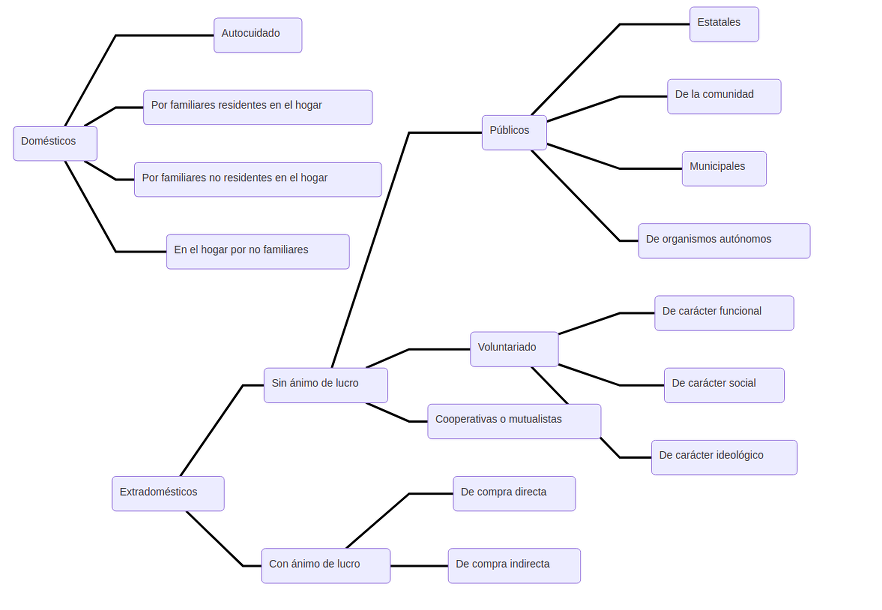 Autocuidado
Por familiares residentes en el hogar
Domésticos
Por familiares no residentes en el hogar
En el hogar por no familiares
Estatales
De la comunidad
Públicos
Municipales
De organismos autónomos
De carácter funcional
Voluntariado
De carácter social
Sin ánimo de lucro
Cooperativas o mutualistas
De carácter ideológico
Extradomésticos
De compra directa
Con ánimo de lucro
De compra indirecta